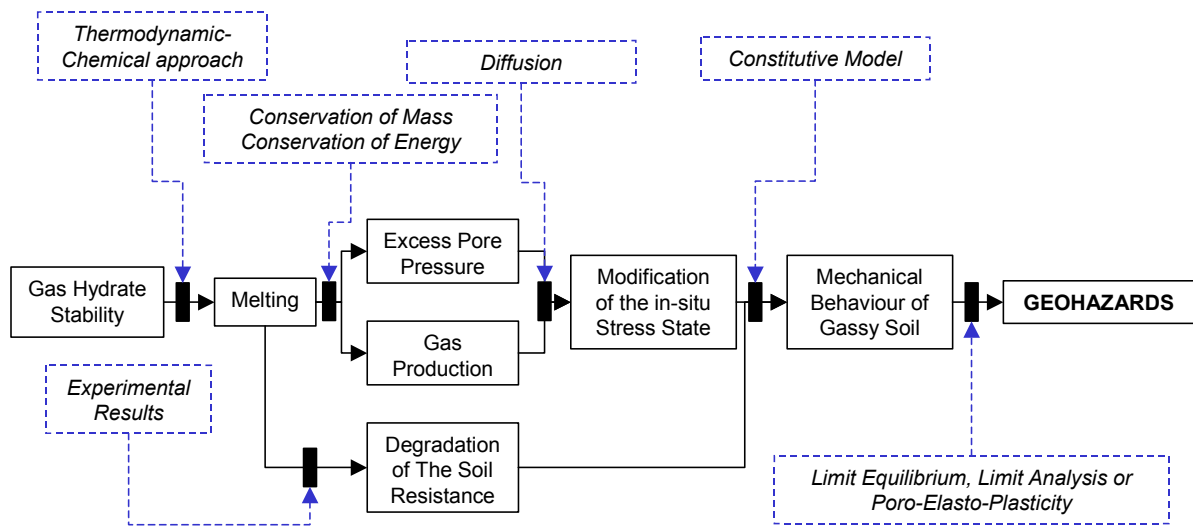 Thermodynamic-
Chemical approach
Diffusion
Constitutive Model
Conservation of Mass
Conservation of Energy
Excess Pore
Pressure
Gas Hydrate
Stability
Melting
Modification
of the in-situ
Stress State
Mechanical
Behaviour of
Gassy Soil
GEOHAZARDS
Gas
Production
Experimental
Results
Degradation
of The Soil
Resistance
Limit Equilibrium, Limit Analysis or
Poro-Elasto-Plasticity